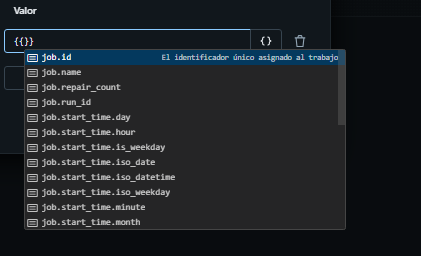 Valor
{{}}
{}
job.id El identificador único asignado al trabajo
job.name
job.repair_count
job.run_id
job.start_time.day
job.start_time.hour
job.start_time.is_weekday
job.start_time.iso_date
job.start_time.iso_datetime
job.start_time.iso_weekday
job.start_time.minute
job.start_time.month